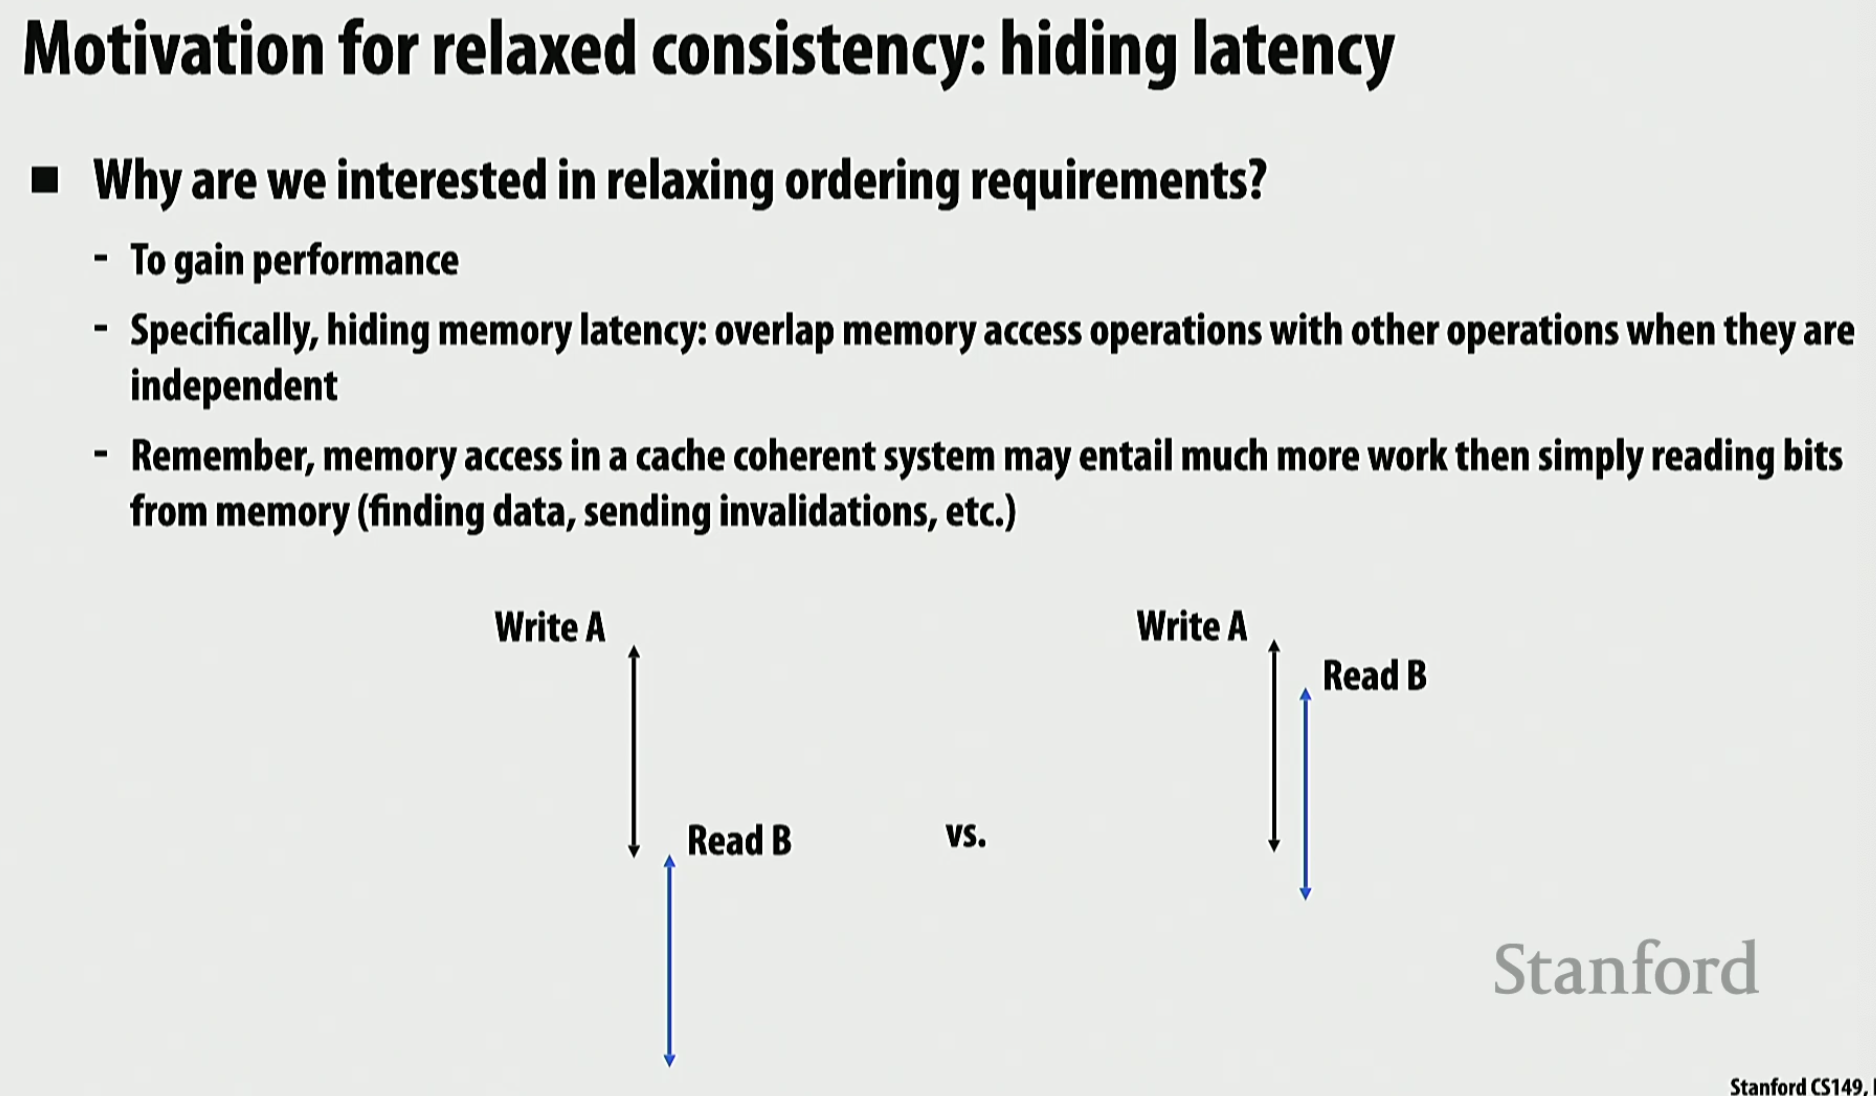 Motivation for relaxed consistency: hiding latency
■ Why are we interested in relaxing ordering requirements?
- To gain performance
- Specifically, hiding memory latency: overlap memory access operations with other operations when they are
independent
- Remember, memory access in a cache coherent system may entail much more work then simply reading bits
from memory (finding data, sending invalidations, etc.)
Write A
Read B
vs.
Write A
Read B
Stanford
Stanford CS149,